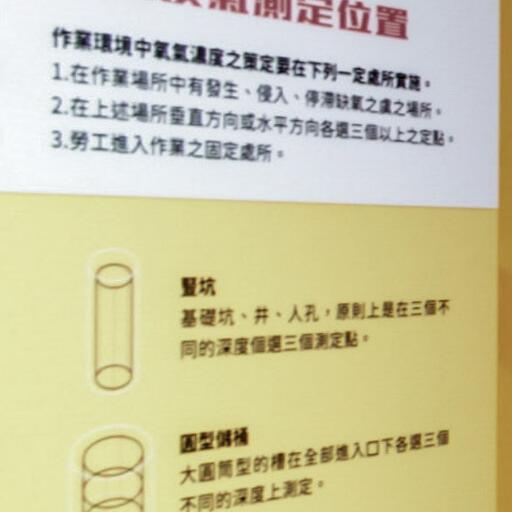 氣測定位置
作業環境中氧氣濃度之策定要在下列一定處所實施。
1.在作業場所中有發生、侵入、停滯缺氧之虞之場所。
2.在上述場所垂直方向或水平方向各選三個以上之定點。
3.勞工進入作業之固定處所。
豎坑
基礎坑、井、人孔，原則上是在三個不
同的深度個選三個測定點。
圓型儲桶
大圓筒型的槽在全部進入口下各選三個
不同的深度上測定。